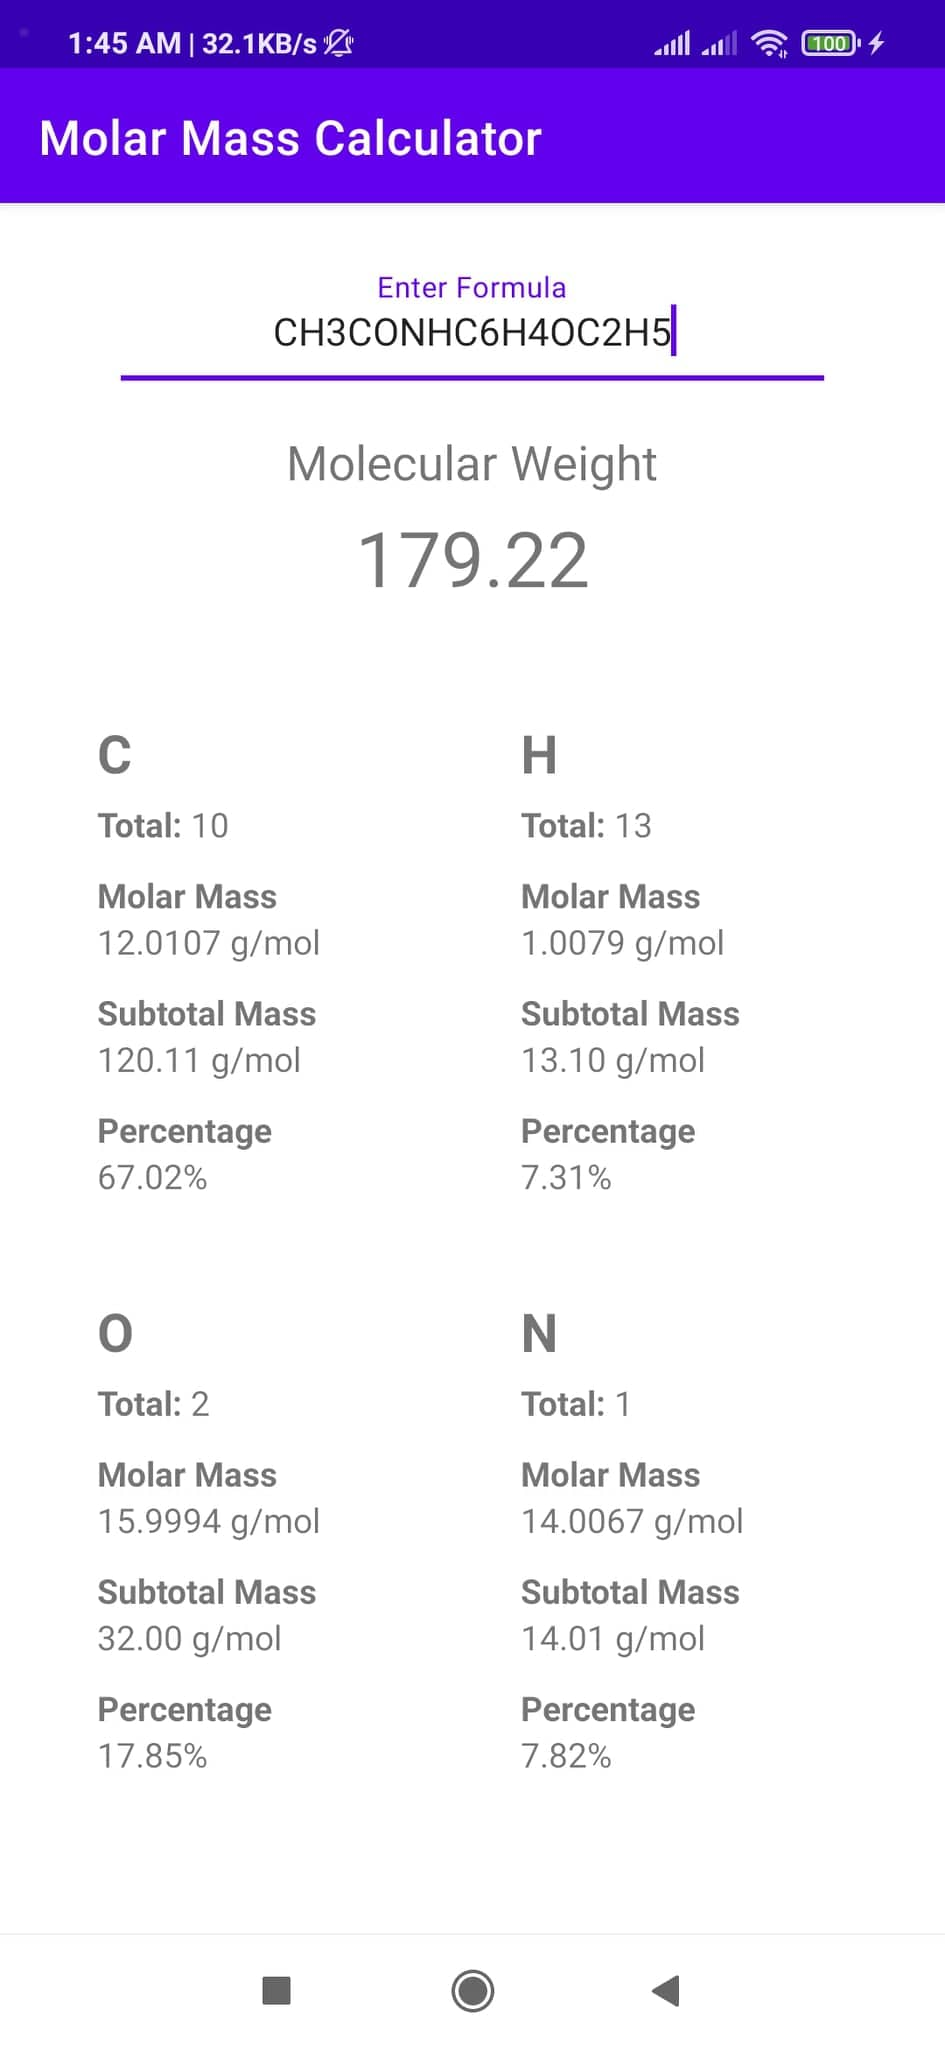 1:45 AM | 32.1KB/s
100
Molar Mass Calculator
Enter Formula
CH3CONHC6H4OC2H5
Molecular Weight
179.22
C
Total: 10
Molar Mass
12.0107 g/mol
Subtotal Mass
120.11 g/mol
Percentage
67.02%
H
Total: 13
Molar Mass
1.0079 g/mol
Subtotal Mass
13.10 g/mol
Percentage
7.31%
O
Total: 2
Molar Mass
15.9994 g/mol
Subtotal Mass
32.00 g/mol
Percentage
17.85%
N
Total: 1
Molar Mass
14.0067 g/mol
Subtotal Mass
14.01 g/mol
Percentage
7.82%